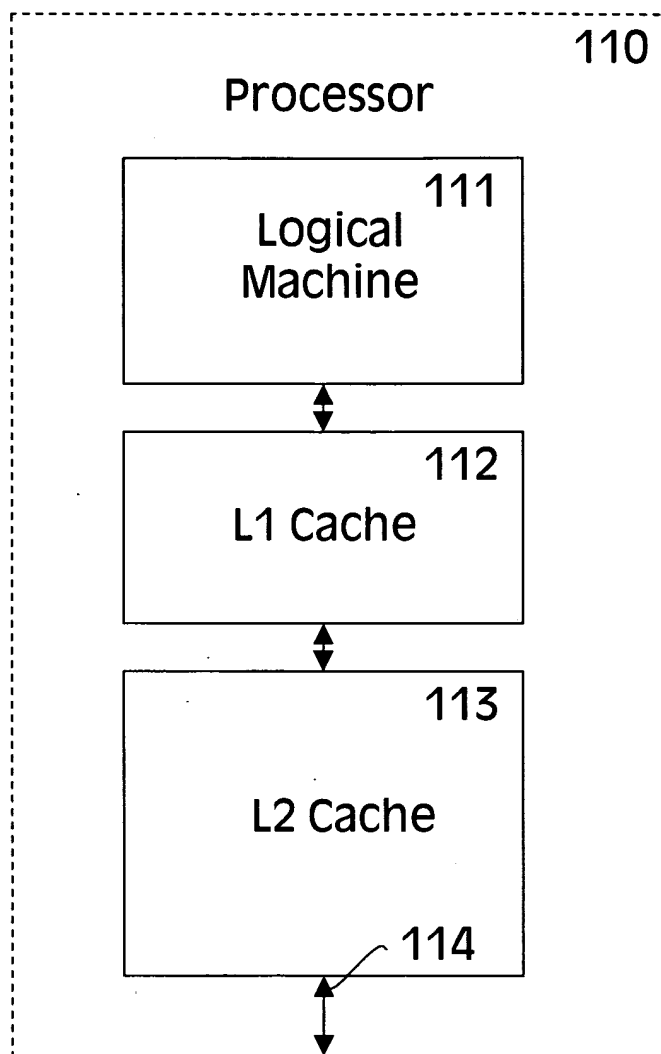 110
Processor
111
Logical
Machine
112
L1 Cache
113
L2 Cache
114